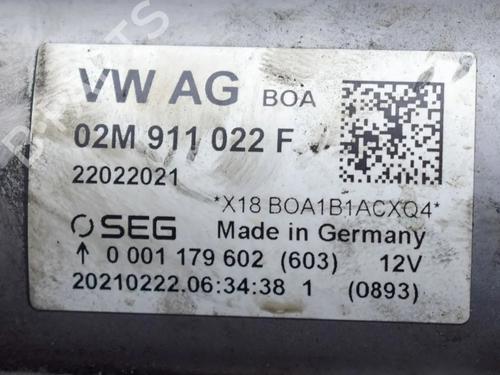 VW AG BOA
02M 911 022 F
22022021
*X18 BOA1B1ACXQ4*
SEG Made in Germany
↑ 0 001 179 602 (603) 12V
20210222.06:34:38 1 (0893)